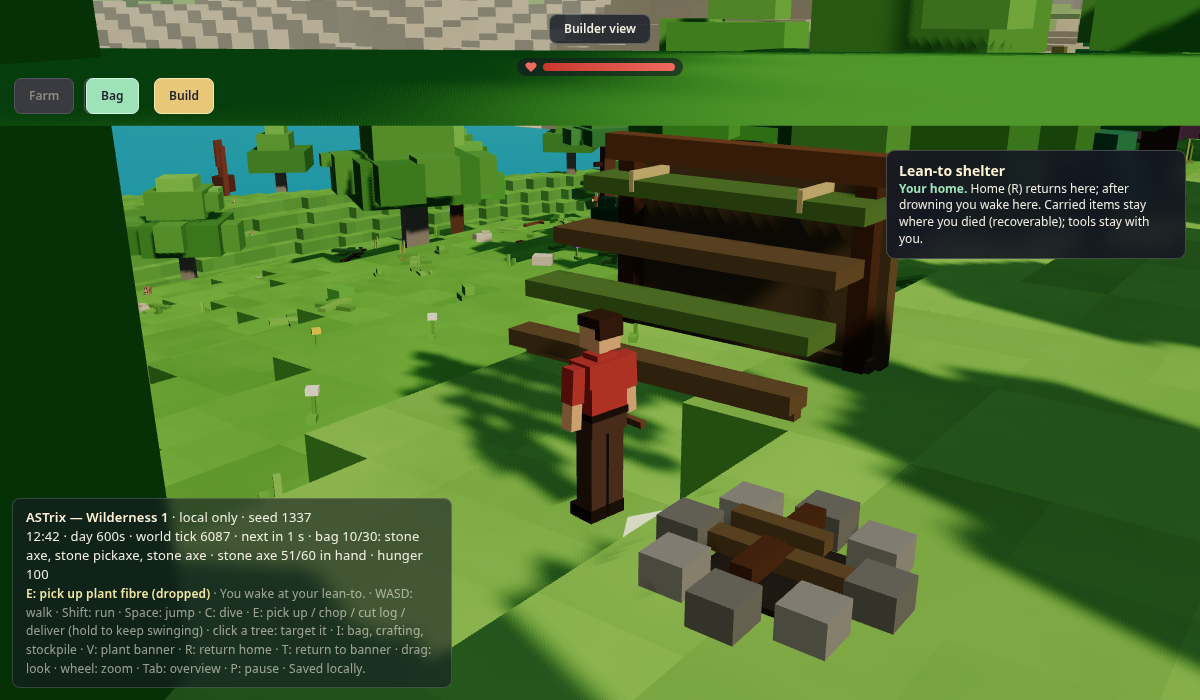 Builder view
Farm
Bag
Build
Lean-to shelter
Your home. Home (R) returns here; after
drowning you wake here. Carried items stay
where you died (recoverable); tools stay with
you.
ASTrix — Wilderness 1 · local only · seed 1337
12:42 · day 600s · world tick 6087 · next in 1 s · bag 10/30: stone
axe, stone pickaxe, stone axe · stone axe 51/60 in hand · hunger
100
E: pick up plant fibre (dropped) · You wake at your lean-to. · WASD:
walk · Shift: run · Space: jump · C: dive · E: pick up / chop / cut log /
deliver (hold to keep swinging) · click a tree: target it · I: bag, crafting,
stockpile · V: plant banner · R: return home · T: return to banner · drag:
look · wheel: zoom · Tab: overview · P: pause · Saved locally.